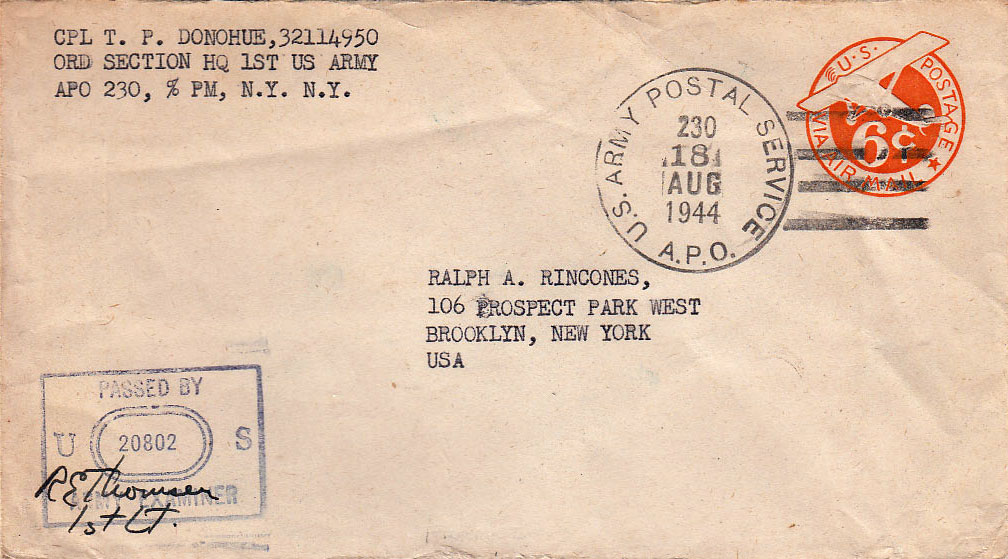 CPL T. P. DONOHUE,32114950
ORD SECTION HQ 1ST US ARMY
APO 230, % PM, N.Y. N.Y.
U.S. ARMY POSTAL SERVICE
A.P.O.
230
18
AUG
1944
U.S. POSTAGE
VIA AIR MAIL
6¢
RALPH A. RINCONES,
106 PROSPECT PARK WEST
BROOKLYN, NEW YORK
USA
PASSED BY
U 20802 S
ARMY EXAMINER
R E Thomsen
1st Lt.